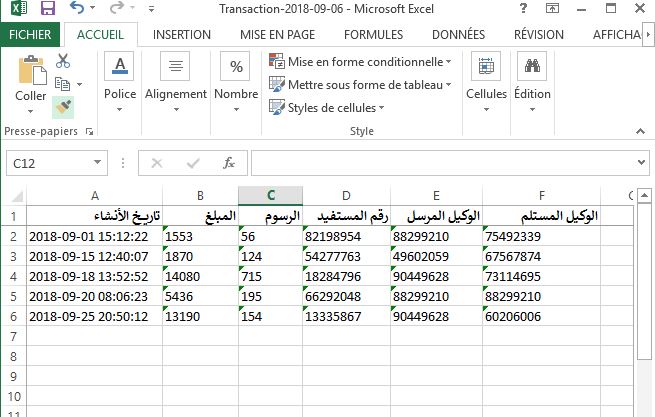 Transaction-2018-09-06 - Microsoft Excel
FICHIER ACCUEIL INSERTION MISE EN PAGE FORMULES DONNÉES RÉVISION AFFICHA
Coller
Police
Alignement
%
Nombre
Mise en forme conditionnelle
Mettre sous forme de tableau
Styles de cellules
Cellules
Édition
Presse-papiers
Style
C12 fx
A B C D E F
1 تاريخ الأنشاء المبلغ الرسوم رقم المستفيد الوكيل المرسل الوكيل المستلم
2 2018-09-01 15:12:22 1553 56 82198954 88299210 75492339
3 2018-09-15 12:40:07 1870 124 54277763 49602059 67567874
4 2018-09-18 13:52:52 14080 715 18284796 90449628 73114695
5 2018-09-20 08:06:23 5436 195 66292048 88299210 88299210
6 2018-09-25 20:50:12 13190 154 13335867 90449628 60206006
7
8
9
10
11